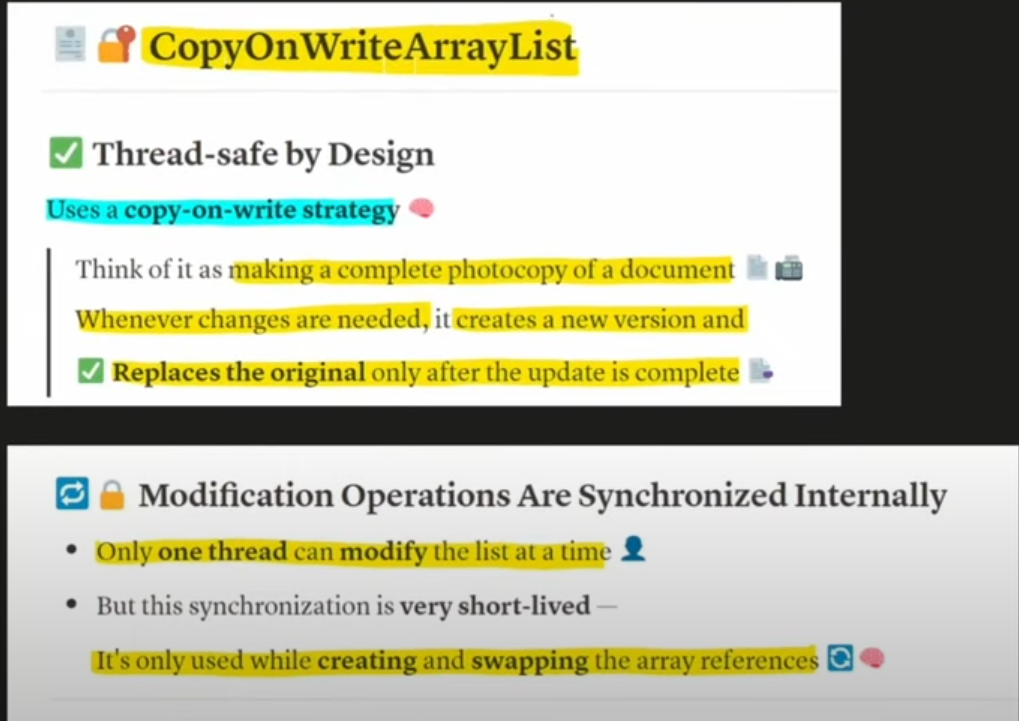 CopyOnWriteArrayList
Thread-safe by Design
Uses a copy-on-write strategy
Think of it as making a complete photocopy of a document
Whenever changes are needed, it creates a new version and
Replaces the original only after the update is complete
Modification Operations Are Synchronized Internally
• Only one thread can modify the list at a time
• But this synchronization is very short-lived —
It's only used while creating and swapping the array references